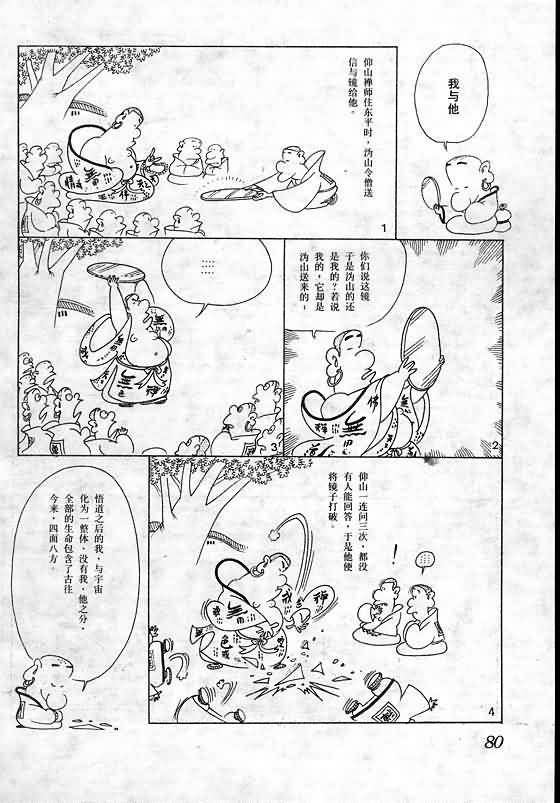 我与他
仰山禅师住东平时，沩山令僧送
信与镜给他。
1
你们说这镜
子是沩山的还
是我的？若说
我的，它却是
沩山送来的；
2
……
3
仰山一连问三次，都没
有人能回答，于是他便
将镜子打破。
！
……
4
悟道之后的我，与宇宙
化为一整体，没有我、他之分，
全部的生命包含了古往
今来，四面八方。
80